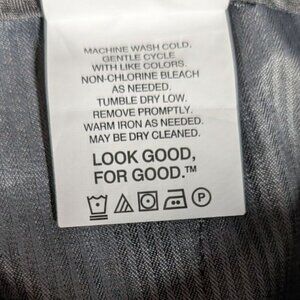 MACHINE WASH COLD,
GENTLE CYCLE
WITH LIKE COLORS.
NON-CHLORINE BLEACH
AS NEEDED.
TUMBLE DRY LOW.
REMOVE PROMPTLY.
WARM IRON AS NEEDED.
MAY BE DRY CLEANED.
LOOK GOOD,
FOR GOOD.™
P